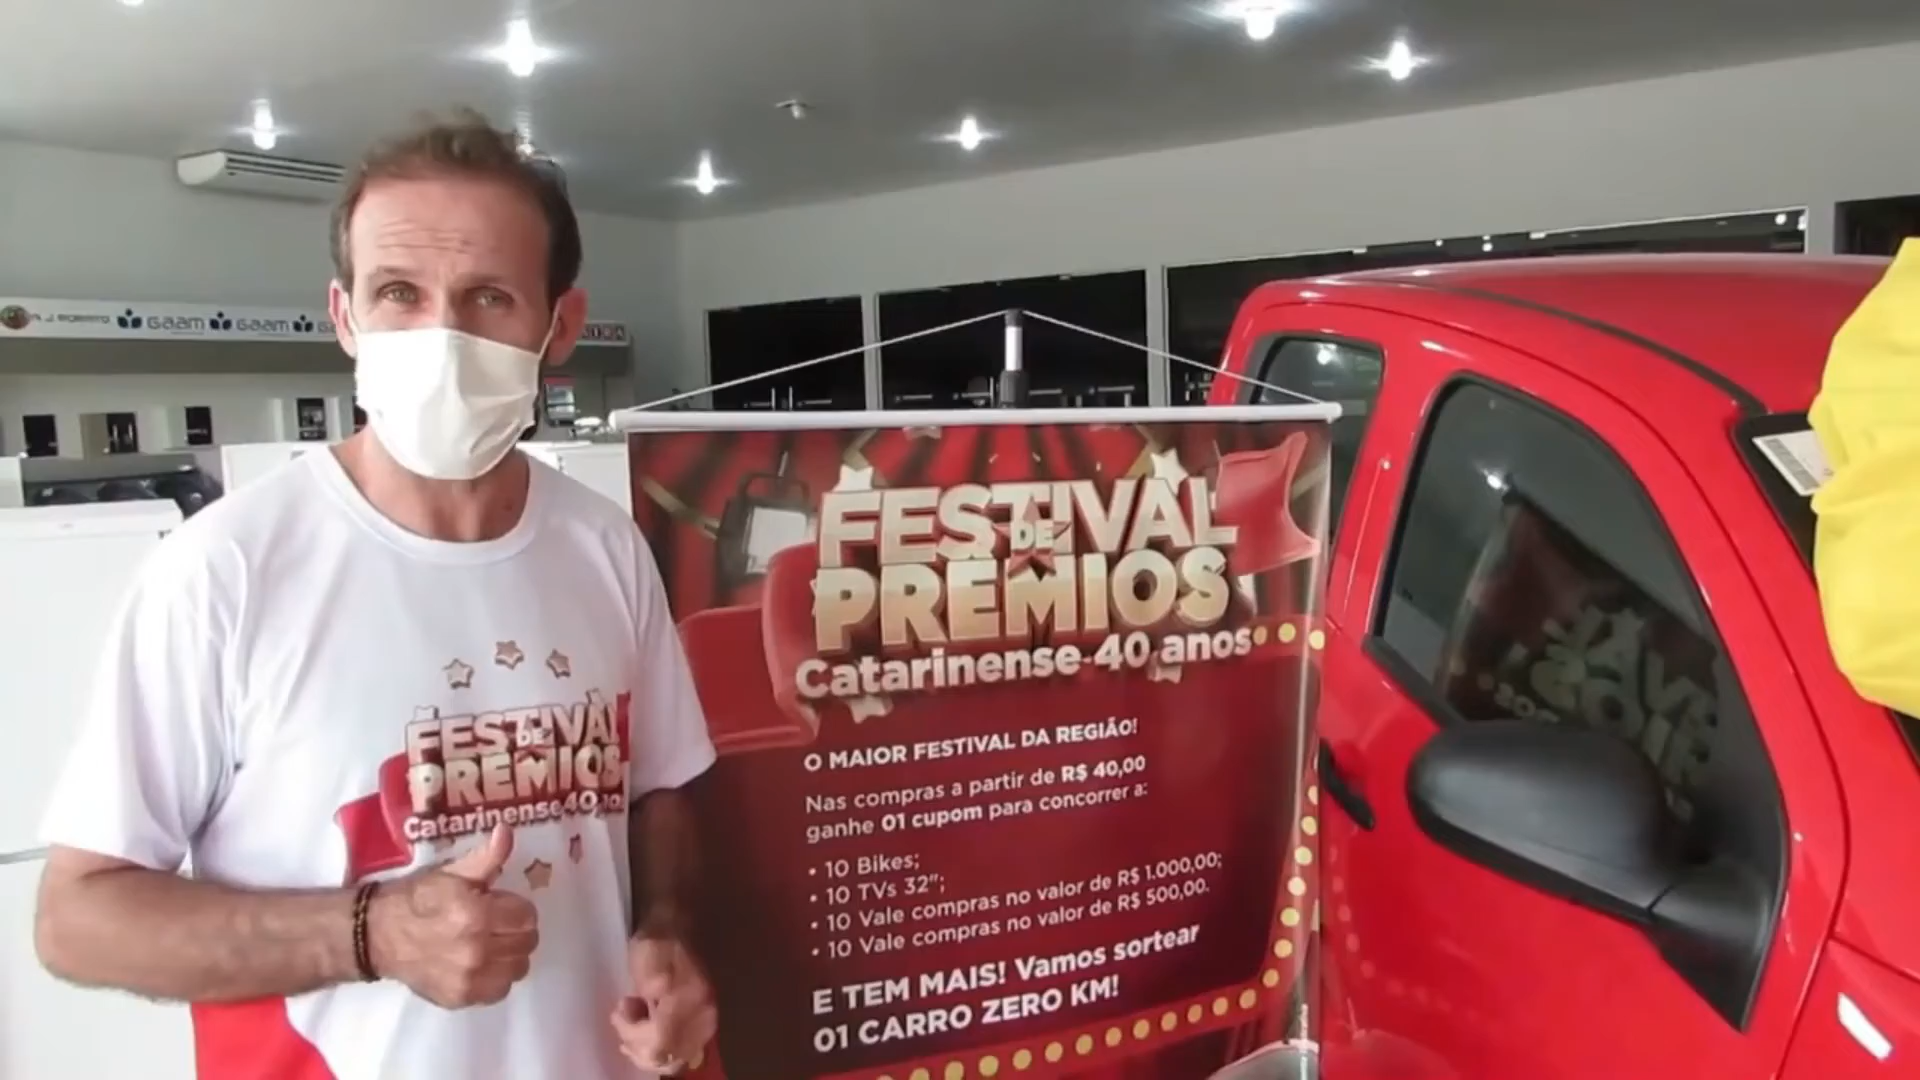 GAAM GAAM
FESTIVAL
DE
PRÊMIOS
Catarinense 40 anos
O MAIOR FESTIVAL DA REGIÃO!
Nas compras a partir de R$ 40,00
ganhe 01 cupom para concorrer a:
• 10 Bikes;
• 10 TVs 32";
• 10 Vale compras no valor de R$ 1.000,00;
• 10 Vale compras no valor de R$ 500,00.
E TEM MAIS! Vamos sortear
01 CARRO ZERO KM!
FESTIVAL
DE
PRÊMIOS
Catarinense 40